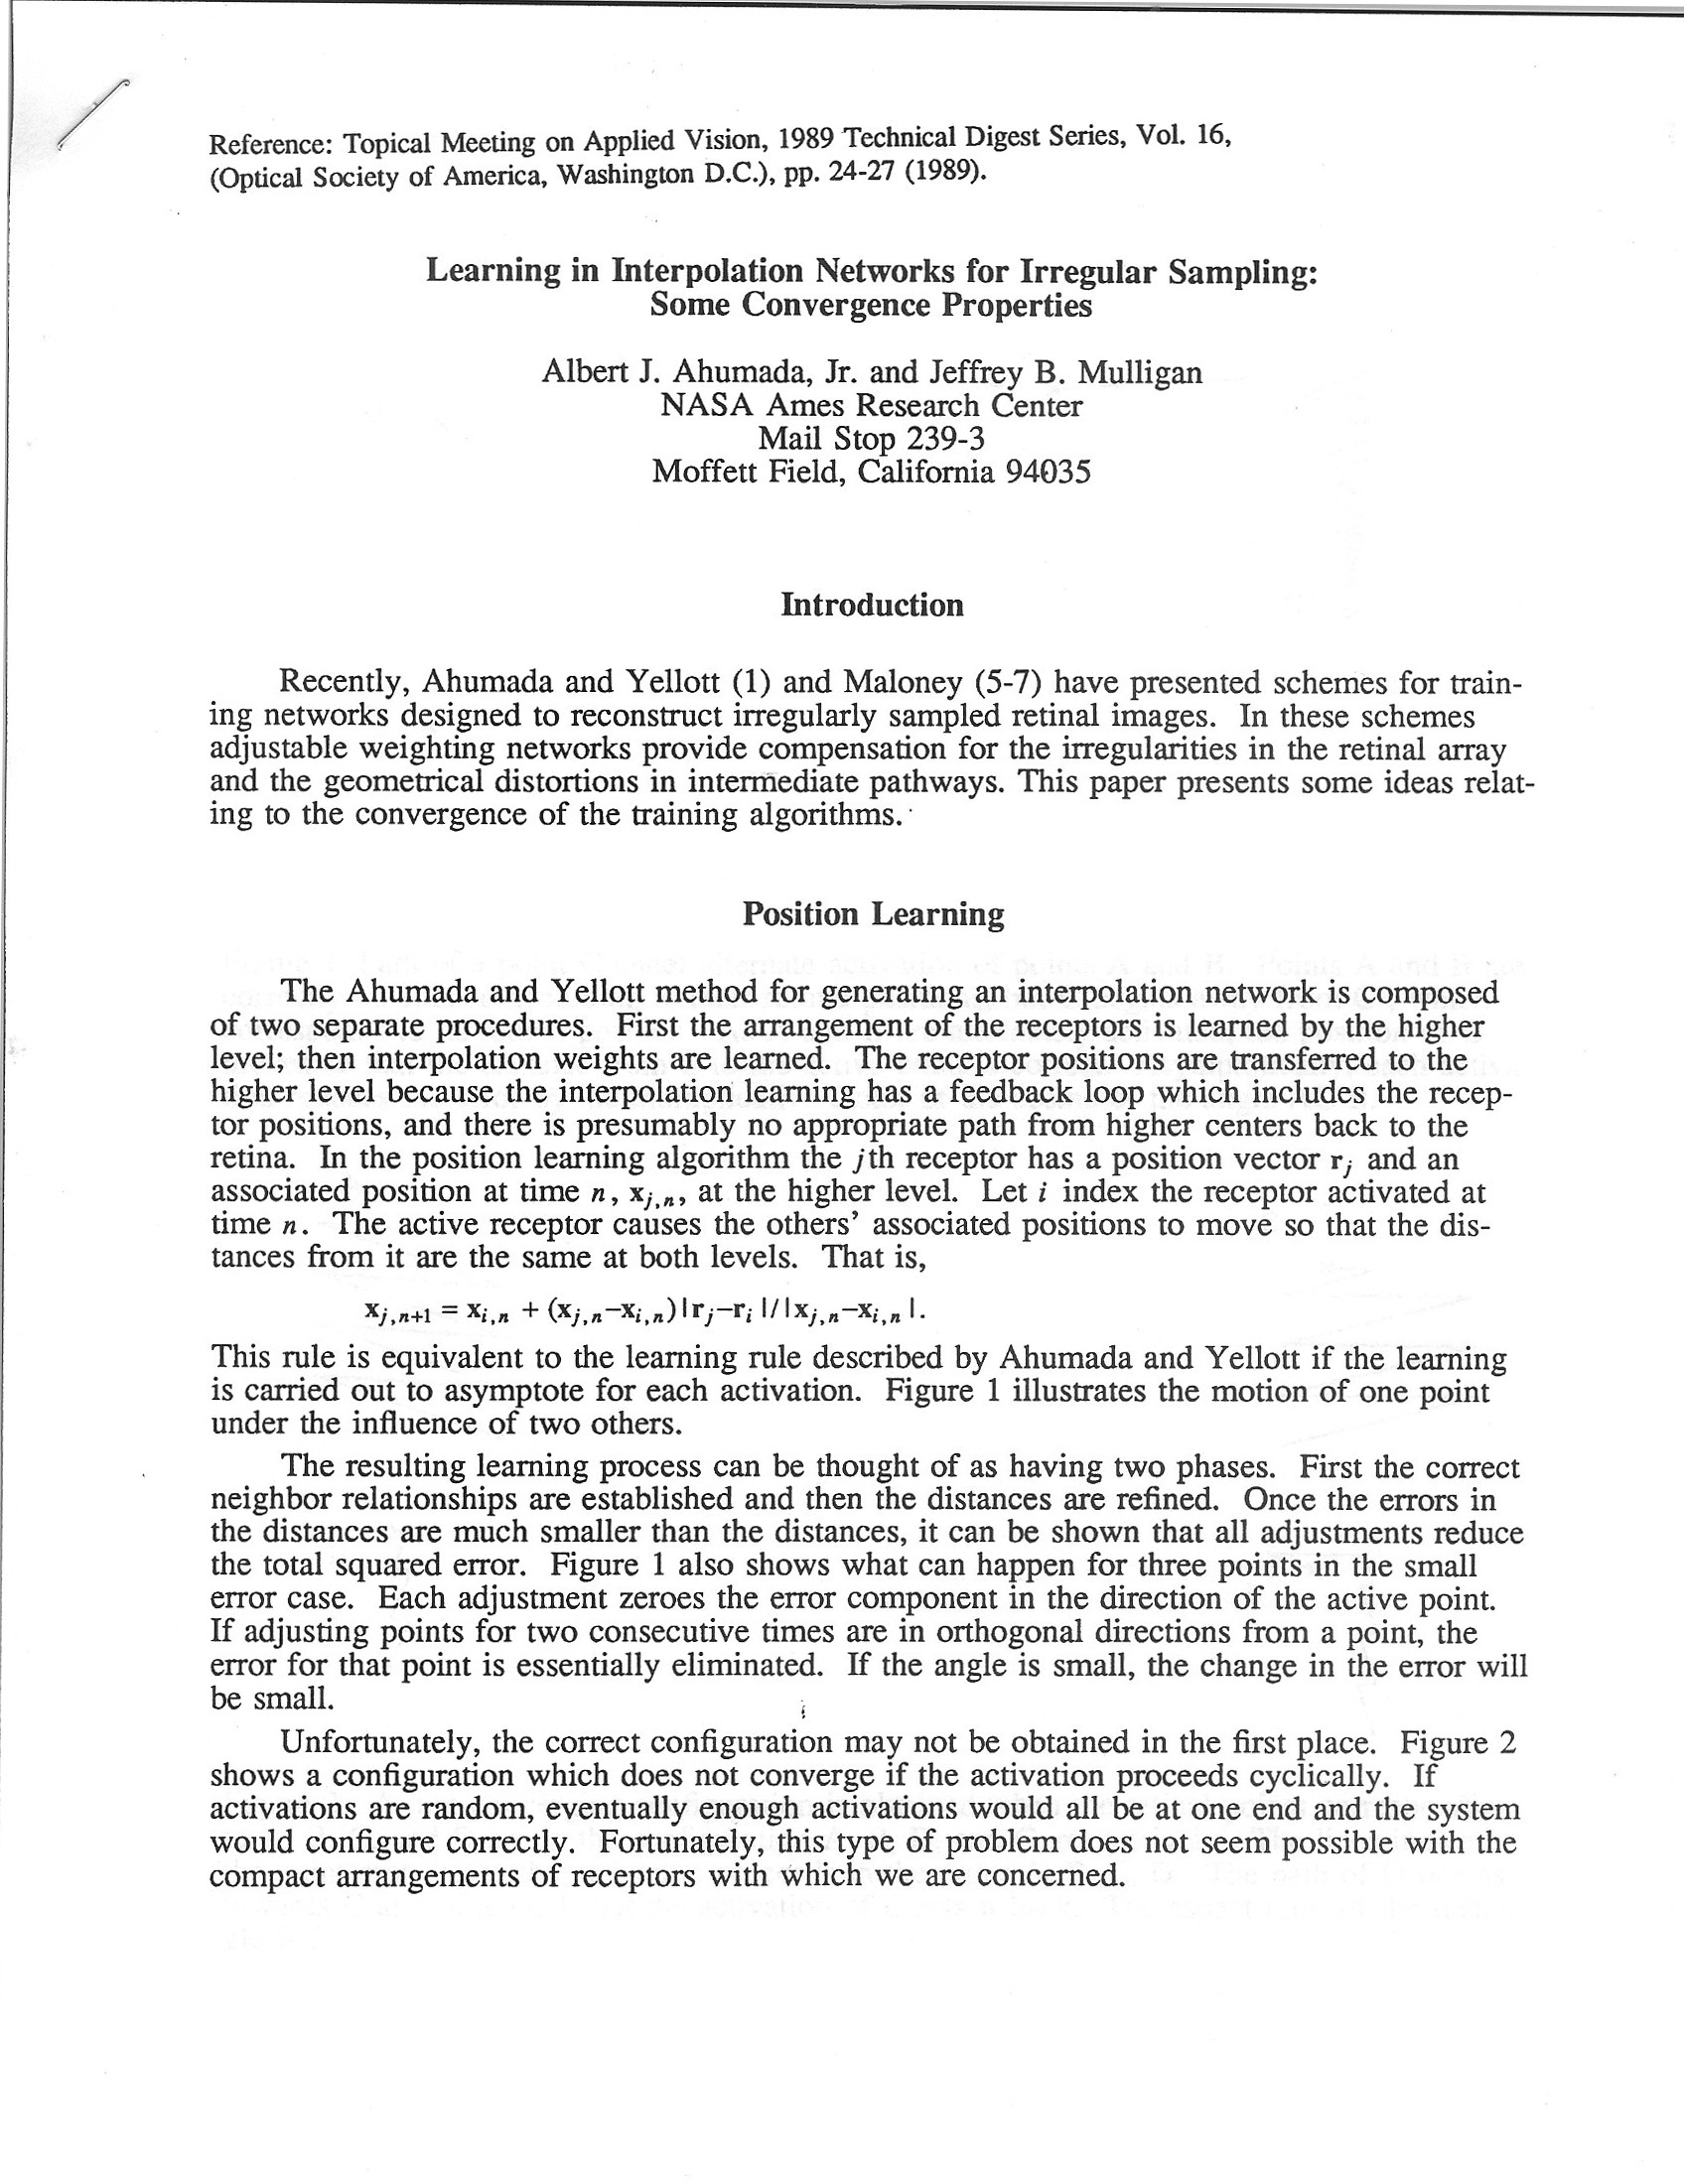 Reference: Topical Meeting on Applied Vision, 1989 Technical Digest Series, Vol. 16,
(Optical Society of America, Washington D.C.), pp. 24-27 (1989).
Learning in Interpolation Networks for Irregular Sampling:
Some Convergence Properties
Albert J. Ahumada, Jr. and Jeffrey B. Mulligan
NASA Ames Research Center
Mail Stop 239-3
Moffett Field, California 94035
Introduction
Recently, Ahumada and Yellott (1) and Maloney (5-7) have presented schemes for train-
ing networks designed to reconstruct irregularly sampled retinal images. In these schemes
adjustable weighting networks provide compensation for the irregularities in the retinal array
and the geometrical distortions in intermediate pathways. This paper presents some ideas relat-
ing to the convergence of the training algorithms.
Position Learning
The Ahumada and Yellott method for generating an interpolation network is composed
of two separate procedures. First the arrangement of the receptors is learned by the higher
level; then interpolation weights are learned. The receptor positions are transferred to the
higher level because the interpolation learning has a feedback loop which includes the recep-
tor positions, and there is presumably no appropriate path from higher centers back to the
retina. In the position learning algorithm the jth receptor has a position vector r_j and an
associated position at time n, x_{j,n}, at the higher level. Let i index the receptor activated at
time n. The active receptor causes the others' associated positions to move so that the dis-
tances from it are the same at both levels. That is,
x_{j,n+1} = x_{i,n} + (x_{j,n}−x_{i,n})|r_j−r_i|/|x_{j,n}−x_{i,n}|.
This rule is equivalent to the learning rule described by Ahumada and Yellott if the learning
is carried out to asymptote for each activation. Figure 1 illustrates the motion of one point
under the influence of two others.
The resulting learning process can be thought of as having two phases. First the correct
neighbor relationships are established and then the distances are refined. Once the errors in
the distances are much smaller than the distances, it can be shown that all adjustments reduce
the total squared error. Figure 1 also shows what can happen for three points in the small
error case. Each adjustment zeroes the error component in the direction of the active point.
If adjusting points for two consecutive times are in orthogonal directions from a point, the
error for that point is essentially eliminated. If the angle is small, the change in the error will
be small.
Unfortunately, the correct configuration may not be obtained in the first place. Figure 2
shows a configuration which does not converge if the activation proceeds cyclically. If
activations are random, eventually enough activations would all be at one end and the system
would configure correctly. Fortunately, this type of problem does not seem possible with the
compact arrangements of receptors with which we are concerned.